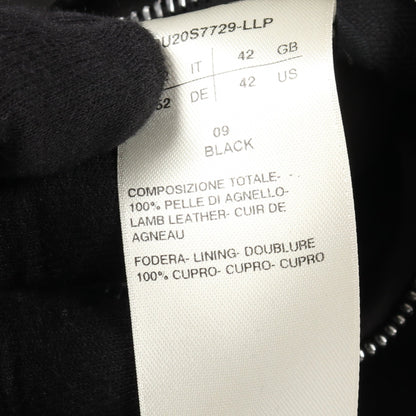 U20S7729-LLP
IT 42 GB
52 DE 42 US
09
BLACK
COMPOSIZIONE TOTALE-
100% PELLE DI AGNELLO-
LAMB LEATHER- CUIR DE
AGNEAU
FODERA- LINING- DOUBLURE
100% CUPRO- CUPRO- CUPRO